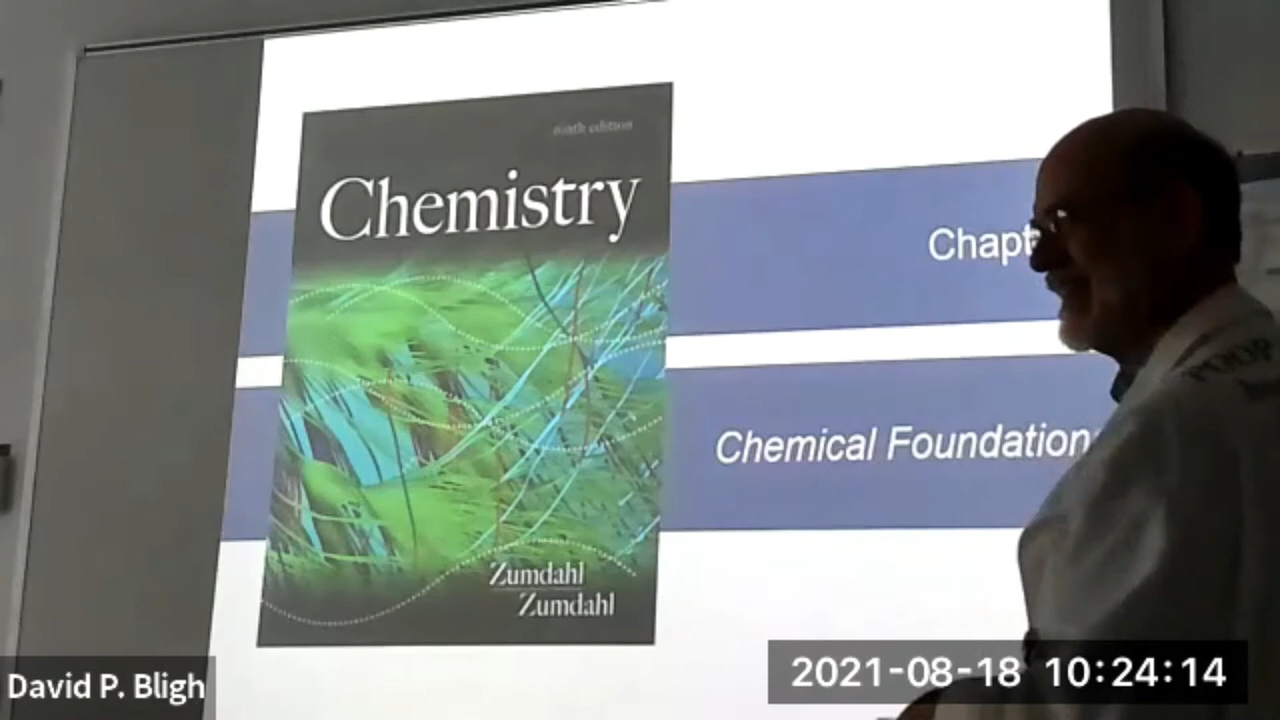 ninth edition
Chemistry
Chapt
Chemical Foundation
Zumdahl
Zumdahl
David P. Bligh
2021-08-18 10:24:14